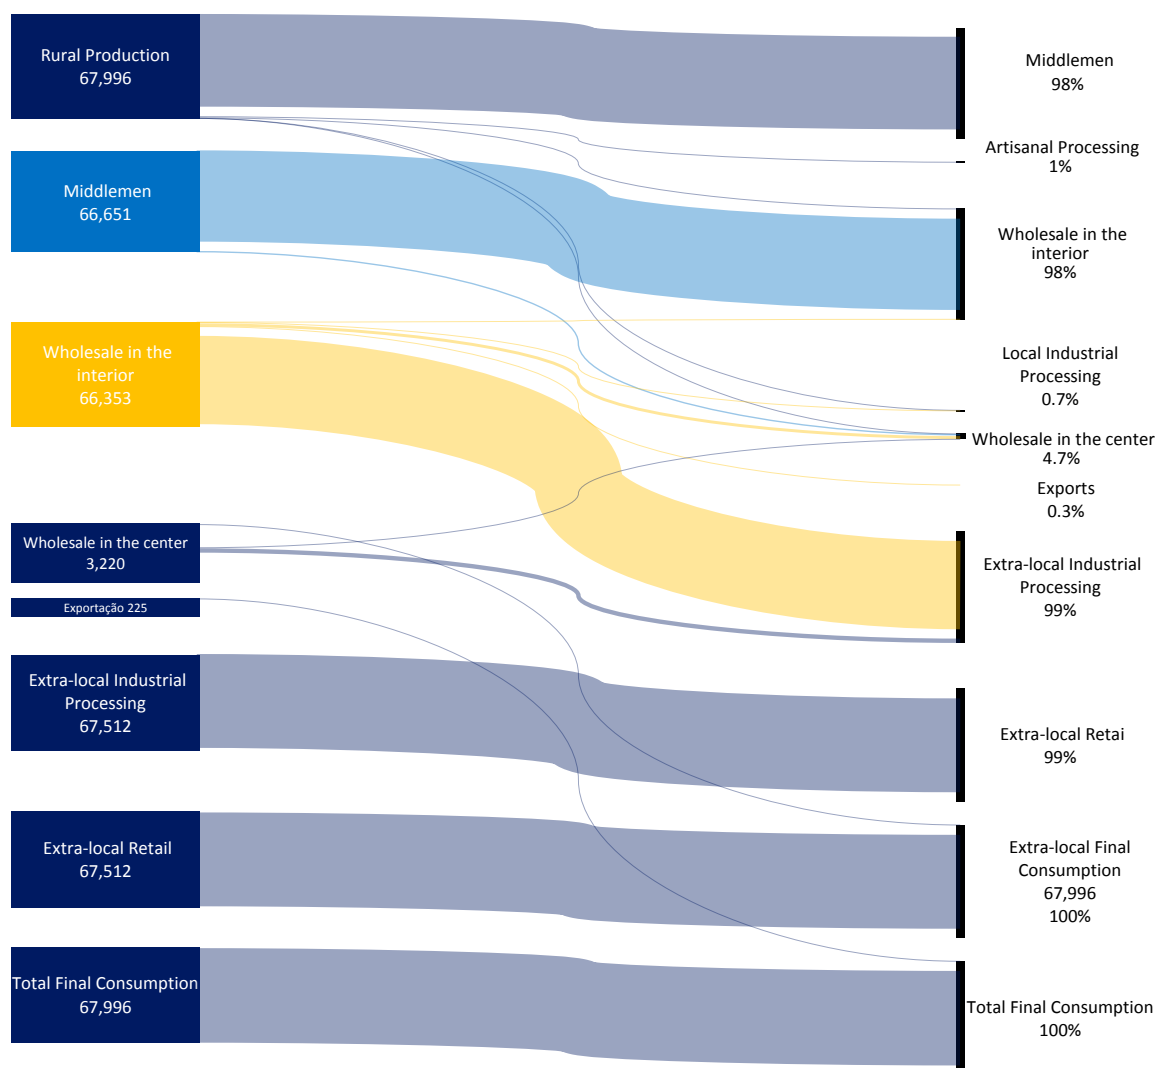 Rural Production
67,996
Middlemen
66,651
Wholesale in the
interior
66,353
Wholesale in the center
3,220
Exportação 225
Extra-local Industrial
Processing
67,512
Extra-local Retail
67,512
Total Final Consumption
67,996
Middlemen
98%
Artisanal Processing
1%
Wholesale in the
interior
98%
Local Industrial
Processing
0.7%
Wholesale in the center
4.7%
Exports
0.3%
Extra-local Industrial
Processing
99%
Extra-local Retai
99%
Extra-local Final
Consumption
67,996
100%
Total Final Consumption
100%